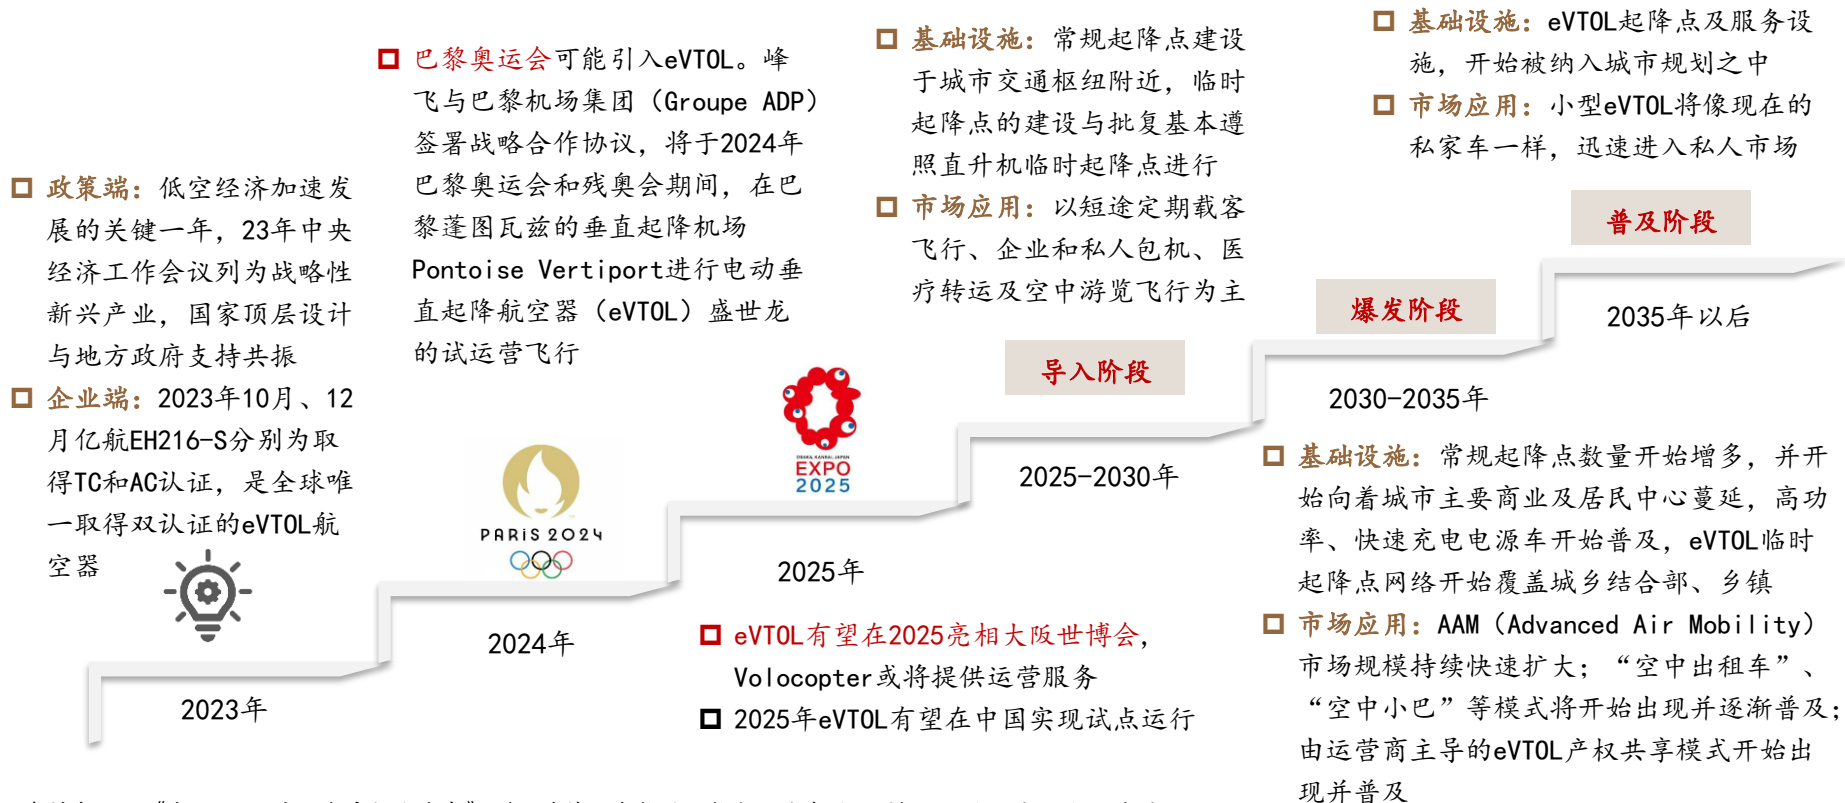 政策端：低空经济加速发
展的关键一年，23年中央
经济工作会议列为战略性
新兴产业，国家顶层设计
与地方政府支持共振
企业端：2023年10月、12
月亿航EH216-S分别为取
得TC和AC认证，是全球唯
一取得双认证的eVTOL航
空器
2023年
巴黎奥运会可能引入eVTOL。峰
飞与巴黎机场集团（Groupe ADP）
签署战略合作协议，将于2024年
巴黎奥运会和残奥会期间，在巴
黎蓬图瓦兹的垂直起降机场
Pontoise Vertiport进行电动垂
直起降航空器（eVTOL）盛世龙
的试运营飞行
PARIS 2024
2024年
OSAKA, KANSAI, JAPAN
EXPO
2025
2025年
eVTOL有望在2025亮相大阪世博会，
Volocopter或将提供运营服务
2025年eVTOL有望在中国实现试点运行
基础设施：常规起降点建设
于城市交通枢纽附近，临时
起降点的建设与批复基本遵
照直升机临时起降点进行
市场应用：以短途定期载客
飞行、企业和私人包机、医
疗转运及空中游览飞行为主
导入阶段
2025-2030年
爆发阶段
2030-2035年
基础设施：常规起降点数量开始增多，并开
始向着城市主要商业及居民中心蔓延，高功
率、快速充电电源车开始普及，eVTOL临时
起降点网络开始覆盖城乡结合部、乡镇
市场应用：AAM（Advanced Air Mobility）
市场规模持续快速扩大；“空中出租车”、
“空中小巴”等模式将开始出现并逐渐普及；
由运营商主导的eVTOL产权共享模式开始出
现并普及
基础设施：eVTOL起降点及服务设
施，开始被纳入城市规划之中
市场应用：小型eVTOL将像现在的
私家车一样，迅速进入私人市场
普及阶段
2035年以后